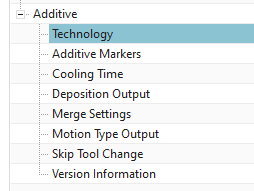 Additive
Technology
Additive Markers
Cooling Time
Deposition Output
Merge Settings
Motion Type Output
Skip Tool Change
Version Information